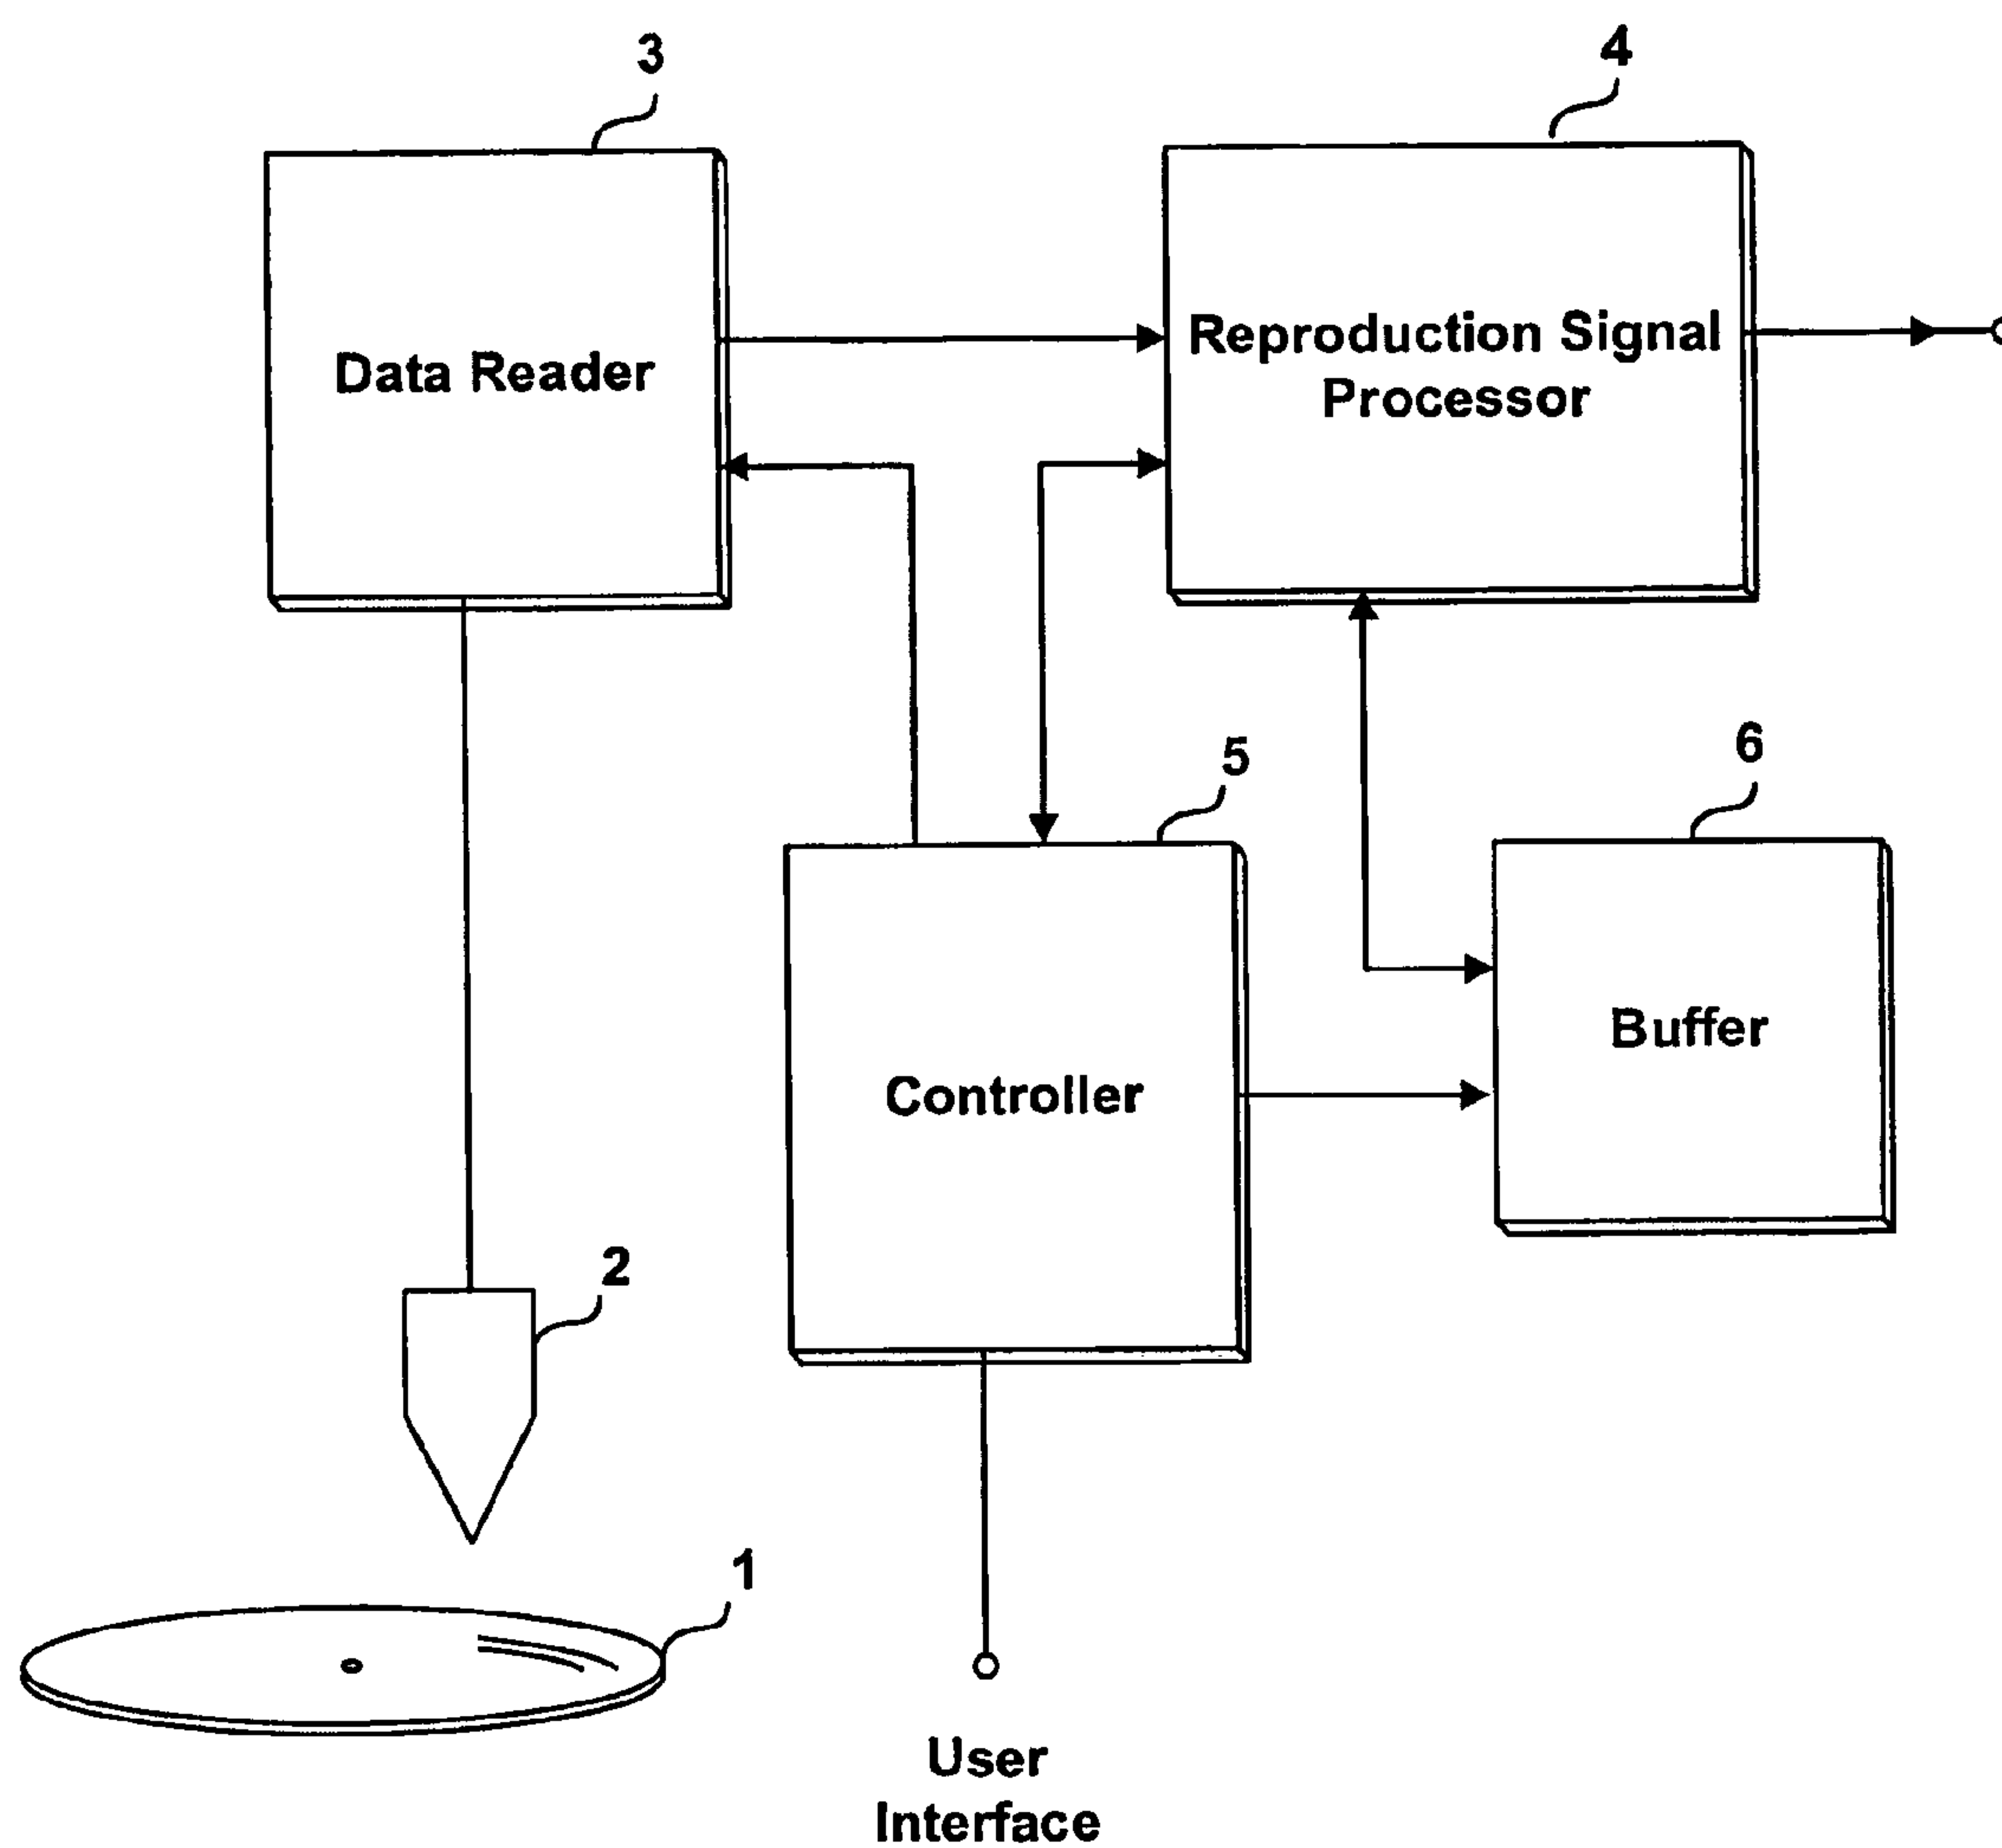 3
4
Data Reader
Reproduction Signal
Processor
5
6
Controller
Buffer
2
1
User
Interface